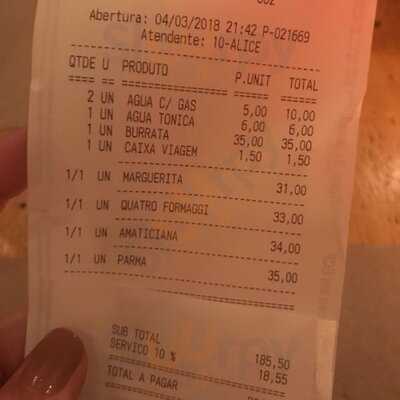 Abertura: 04/03/2018 21:42 P-021669
Atendente: 10-ALICE
QTDE U PRODUTO P.UNIT TOTAL
2 UN AGUA C/ GAS 5,00 10,00
1 UN AGUA TONICA 6,00 6,00
1 UN BURRATA 35,00 35,00
1 UN CAIXA VIAGEM 1,50 1,50
1/1 UN MARGUERITA 31,00
1/1 UN QUATRO FORMAGGI 33,00
1/1 UN AMATICIANA 34,00
1/1 UN PARMA 35,00
SUB TOTAL 185,50
SERVICO 10 % 18,55
TOTAL A PAGAR